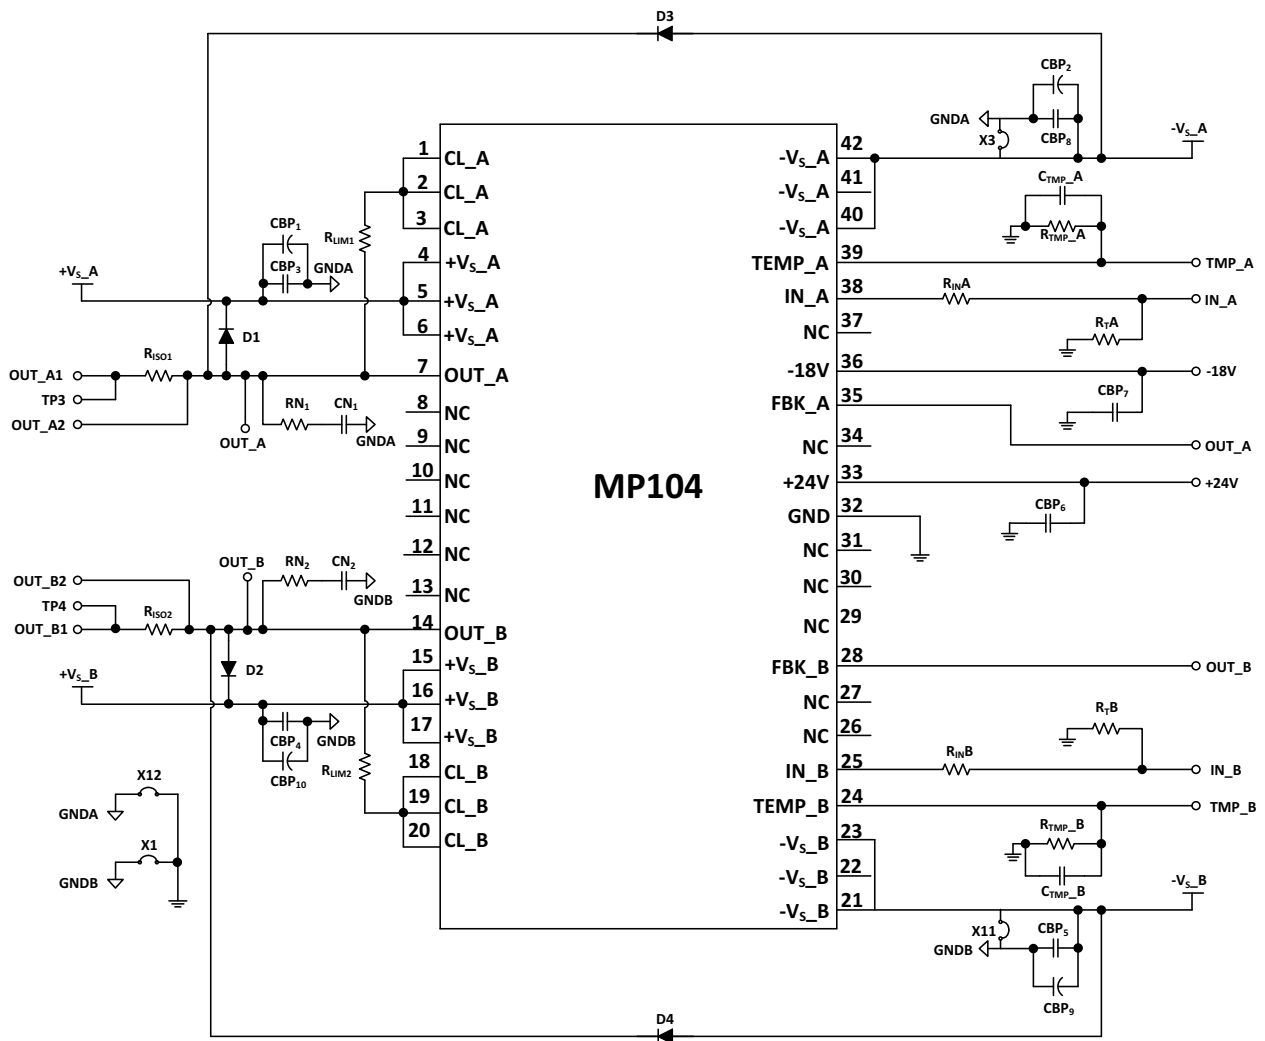 D3
CBP2
GNDA
X3
CBP8
-VS_A
1 CL_A
2 CL_A
3 CL_A
4 +VS_A
5 +VS_A
6 +VS_A
7 OUT_A
8 NC
9 NC
10 NC
11 NC
12 NC
13 NC
14 OUT_B
15 +VS_B
16 +VS_B
17 +VS_B
18 CL_B
19 CL_B
20 CL_B
MP104
-VS_A 42
-VS_A 41
-VS_A 40
TEMP_A 39
IN_A 38
NC 37
-18V 36
FBK_A 35
NC 34
+24V 33
GND 32
NC 31
NC 30
NC 29
FBK_B 28
NC 27
NC 26
IN_B 25
TEMP_B 24
-VS_B 23
-VS_B 22
-VS_B 21
RLIM1
CBP1
CBP3
GNDA
+VS_A
D1
RISO1
OUT_A1
TP3
OUT_A2
OUT_A
RN1
CN1
GNDA
OUT_B
RN2
CN2
GNDB
OUT_B2
TP4
OUT_B1
RISO2
D2
+VS_B
CBP4
GNDB
CBP10
RLIM2
X12
GNDA
X1
GNDB
CTMP_A
RTMP_A
TMP_A
RINA
IN_A
RTA
-18V
CBP7
OUT_A
+24V
CBP6
OUT_B
RTB
RINB
IN_B
TMP_B
RTMP_B
CTMP_B
-VS_B
X11
CBP5
GNDB
CBP9
D4